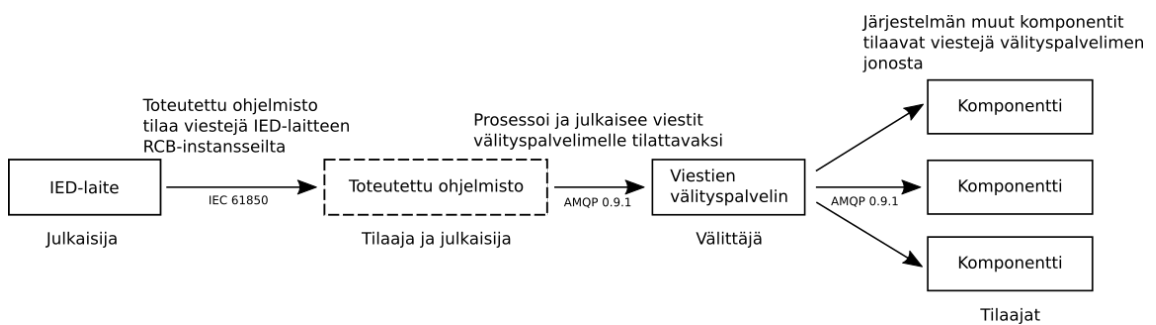 Järjestelmän muut komponentit
tilaavat viestejä välityspalvelimen
jonosta
Toteutettu ohjelmisto
tilaa viestejä IED-laitteen
RCB-instansseilta
Prosessoi ja julkaisee viestit
välityspalvelimelle tilattavaksi
IED-laite
IEC 61850
Toteutettu ohjelmisto
AMQP 0.9.1
Viestien
välityspalvelin
AMQP 0.9.1
Komponentti
Komponentti
Komponentti
Julkaisija
Tilaaja ja julkaisija
Välittäjä
Tilaajat